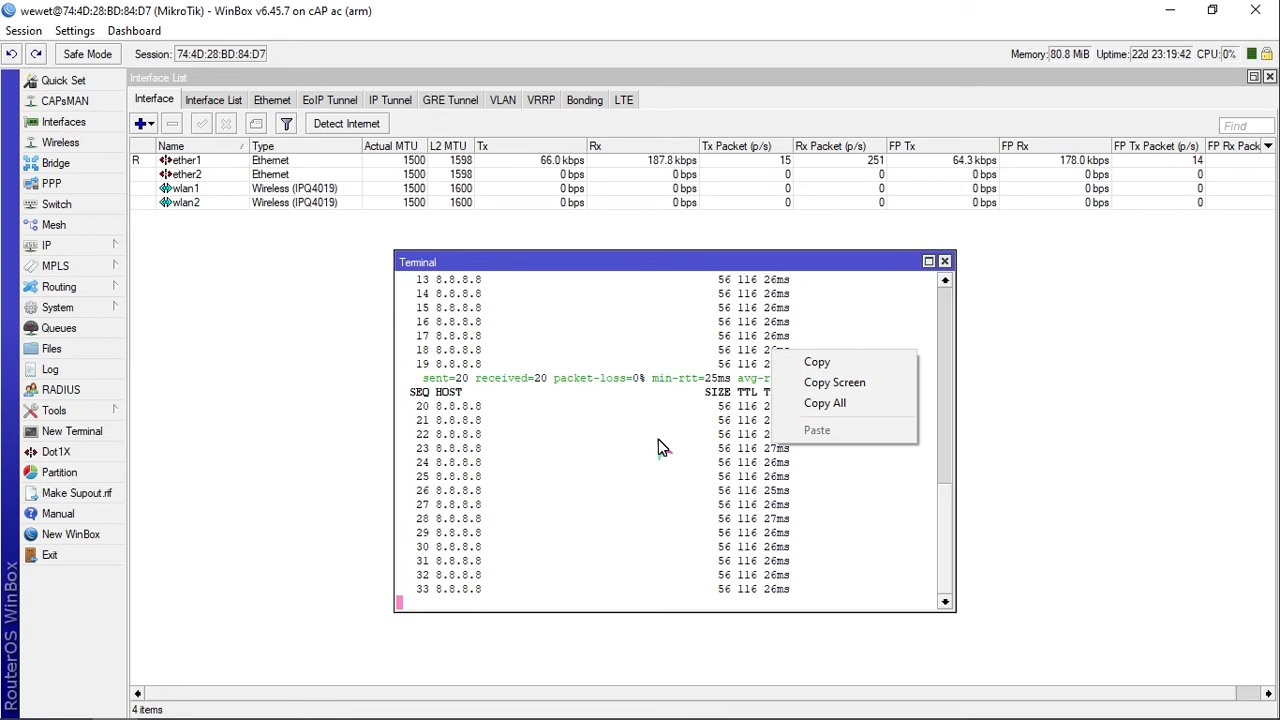 wewet@74:4D:28:BD:84:D7 (MikroTik) - WinBox v6.45.7 on cAP ac (arm)
Session Settings Dashboard
Safe Mode Session: 74:4D:28:BD:84:D7 Memory: 80.8 MiB Uptime: 22d 23:19:42 CPU: 0%
Quick Set
CAPsMAN
Interfaces
Wireless
Bridge
PPP
Switch
Mesh
IP
MPLS
Routing
System
Queues
Files
Log
RADIUS
Tools
New Terminal
Dot1X
Partition
Make Supout.rif
Manual
New WinBox
Exit
RouterOS WinBox
Interface List
Interface Interface List Ethernet EoIP Tunnel IP Tunnel GRE Tunnel VLAN VRRP Bonding LTE
Detect Internet Find
Name Type Actual MTU L2 MTU Tx Rx Tx Packet (p/s) Rx Packet (p/s) FP Tx FP Rx FP Tx Packet (p/s) FP Rx Pack
R ether1 Ethernet 1500 1598 66.0 kbps 187.8 kbps 15 251 64.3 kbps 178.0 kbps 14
ether2 Ethernet 1500 1598 0 bps 0 bps 0 0 0 bps 0 bps 0
wlan1 Wireless (IPQ4019) 1500 1600 0 bps 0 bps 0 0 0 bps 0 bps 0
wlan2 Wireless (IPQ4019) 1500 1600 0 bps 0 bps 0 0 0 bps 0 bps 0
Terminal
13 8.8.8.8 56 116 26ms
14 8.8.8.8 56 116 26ms
15 8.8.8.8 56 116 26ms
16 8.8.8.8 56 116 26ms
17 8.8.8.8 56 116 26ms
18 8.8.8.8 56 116
19 8.8.8.8 56 116
sent=20 received=20 packet-loss=0% min-rtt=25ms
SEQ HOST SIZE TTL
20 8.8.8.8 56 116
21 8.8.8.8 56 116
22 8.8.8.8 56 116
23 8.8.8.8 56 116 27ms
24 8.8.8.8 56 116 26ms
25 8.8.8.8 56 116 26ms
26 8.8.8.8 56 116 25ms
27 8.8.8.8 56 116 26ms
28 8.8.8.8 56 116 27ms
29 8.8.8.8 56 116 26ms
30 8.8.8.8 56 116 26ms
31 8.8.8.8 56 116 26ms
32 8.8.8.8 56 116 26ms
33 8.8.8.8 56 116 26ms
Copy
Copy Screen
Copy All
Paste
4 items